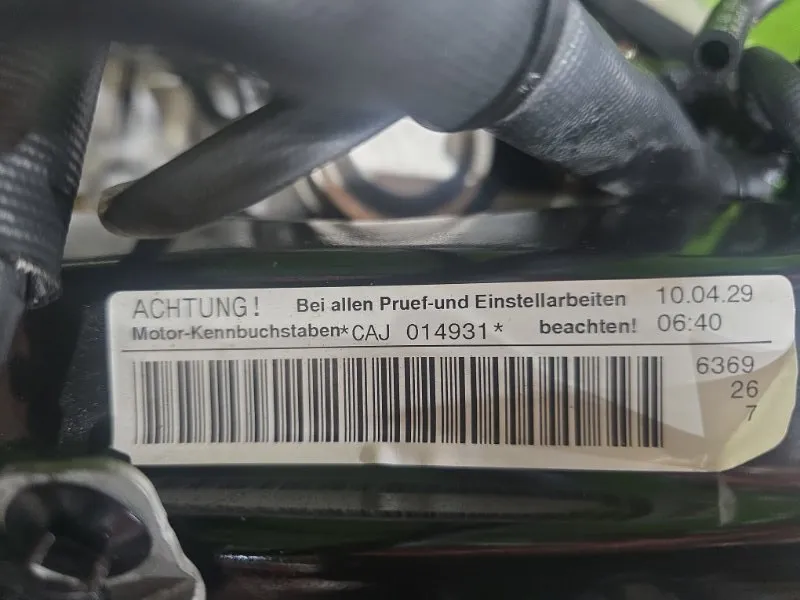 ACHTUNG! Bei allen Pruef-und Einstellarbeiten 10.04.29
Motor-Kennbuchstaben*CAJ 014931* beachten! 06:40
6369
26
7